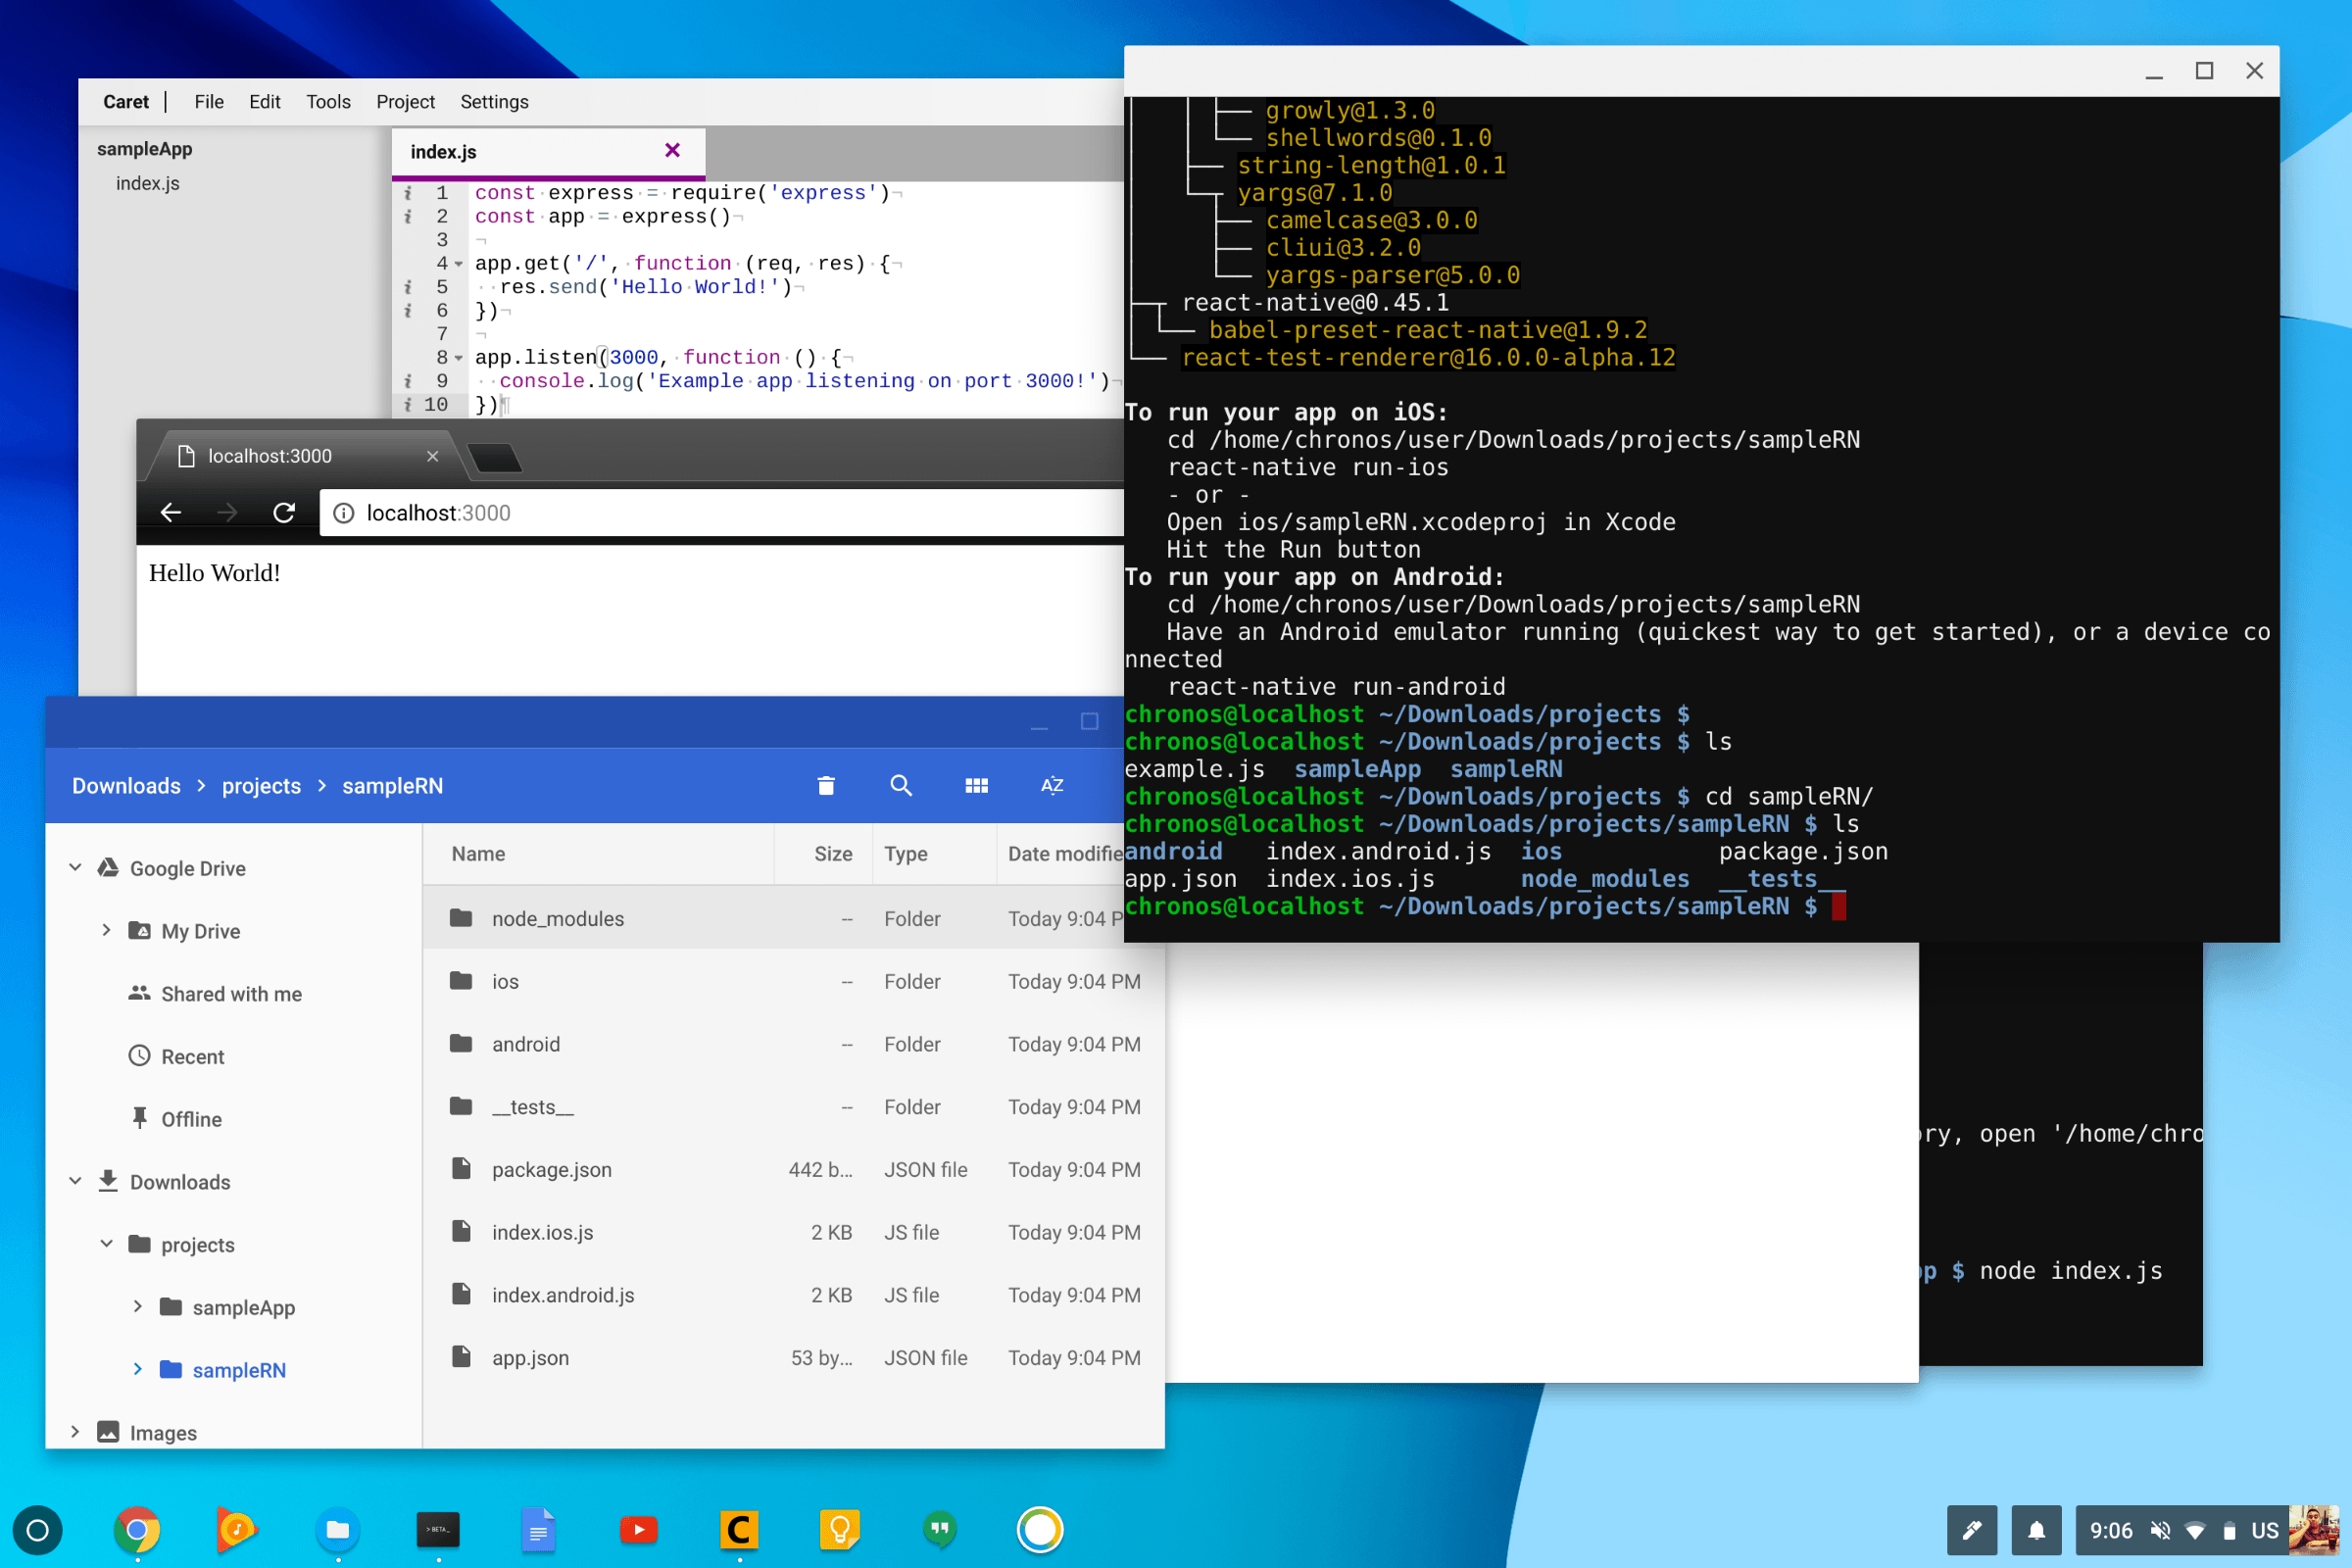 Caret | File Edit Tools Project Settings
sampleApp
index.js
index.js
1 const express = require('express')
2 const app = express()
3
4 app.get('/', function (req, res) {
5 res.send('Hello World!')
6 })
7
8 app.listen(3000, function () {
9 console.log('Example app listening on port 3000!')
10 })
localhost:3000
localhost:3000
Hello World!
growly@1.3.0
shellwords@0.1.0
string-length@1.0.1
yargs@7.1.0
camelcase@3.0.0
cliui@3.2.0
yargs-parser@5.0.0
react-native@0.45.1
babel-preset-react-native@1.9.2
react-test-renderer@16.0.0-alpha.12
To run your app on iOS:
cd /home/chronos/user/Downloads/projects/sampleRN
react-native run-ios
- or -
Open ios/sampleRN.xcodeproj in Xcode
Hit the Run button
To run your app on Android:
cd /home/chronos/user/Downloads/projects/sampleRN
Have an Android emulator running (quickest way to get started), or a device co
nnected
react-native run-android
chronos@localhost ~/Downloads/projects $
chronos@localhost ~/Downloads/projects $ ls
example.js sampleApp sampleRN
chronos@localhost ~/Downloads/projects $ cd sampleRN/
chronos@localhost ~/Downloads/projects/sampleRN $ ls
android index.android.js ios package.json
app.json index.ios.js node_modules __tests__
chronos@localhost ~/Downloads/projects/sampleRN $
Downloads > projects > sampleRN
AZ
Google Drive
My Drive
Shared with me
Recent
Offline
Downloads
projects
sampleApp
sampleRN
Images
Name Size Type Date modifie
node_modules -- Folder Today 9:04 P
ios -- Folder Today 9:04 PM
android -- Folder Today 9:04 PM
__tests__ -- Folder Today 9:04 PM
package.json 442 b... JSON file Today 9:04 PM
index.ios.js 2 KB JS file Today 9:04 PM
index.android.js 2 KB JS file Today 9:04 PM
app.json 53 by... JSON file Today 9:04 PM
ry, open '/home/chro
p $ node index.js
>BETA_
C
9:06 US